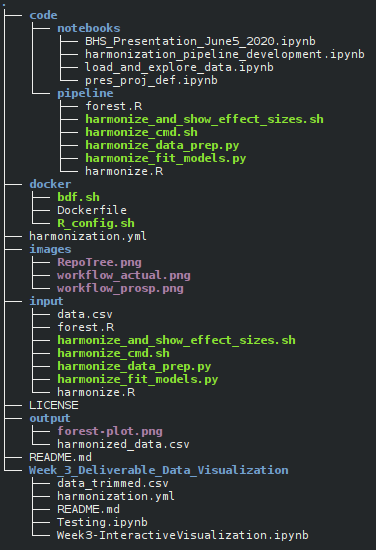 .
├── code
│   ├── notebooks
│   │   ├── BHS_Presentation_June5_2020.ipynb
│   │   ├── harmonization_pipeline_development.ipynb
│   │   ├── load_and_explore_data.ipynb
│   │   └── pres_proj_def.ipynb
│   └── pipeline
│       ├── forest.R
│       ├── harmonize_and_show_effect_sizes.sh
│       ├── harmonize_cmd.sh
│       ├── harmonize_data_prep.py
│       ├── harmonize_fit_models.py
│       └── harmonize.R
├── docker
│   ├── bdf.sh
│   ├── Dockerfile
│   └── R_config.sh
├── harmonization.yml
├── images
│   ├── RepoTree.png
│   ├── workflow_actual.png
│   └── workflow_prosp.png
├── input
│   ├── data.csv
│   ├── forest.R
│   ├── harmonize_and_show_effect_sizes.sh
│   ├── harmonize_cmd.sh
│   ├── harmonize_data_prep.py
│   ├── harmonize_fit_models.py
│   └── harmonize.R
├── LICENSE
├── output
│   ├── forest-plot.png
│   └── harmonized_data.csv
├── README.md
└── Week_3_Deliverable_Data_Visualization
    ├── data_trimmed.csv
    ├── harmonization.yml
    ├── README.md
    ├── Testing.ipynb
    └── Week3-InteractiveVisualization.ipynb